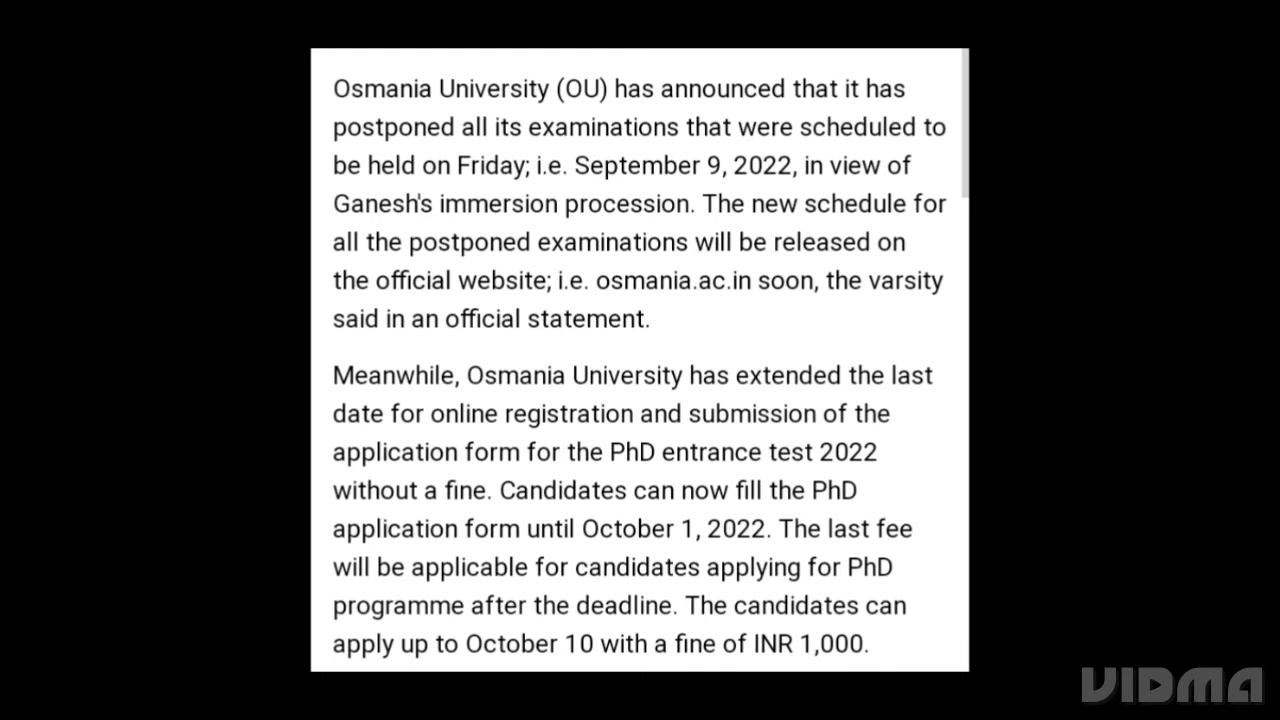 Osmania University (OU) has announced that it has
postponed all its examinations that were scheduled to
be held on Friday; i.e. September 9, 2022, in view of
Ganesh's immersion procession. The new schedule for
all the postponed examinations will be released on
the official website; i.e. osmania.ac.in soon, the varsity
said in an official statement.
Meanwhile, Osmania University has extended the last
date for online registration and submission of the
application form for the PhD entrance test 2022
without a fine. Candidates can now fill the PhD
application form until October 1, 2022. The last fee
will be applicable for candidates applying for PhD
programme after the deadline. The candidates can
apply up to October 10 with a fine of INR 1,000.
VIDMA